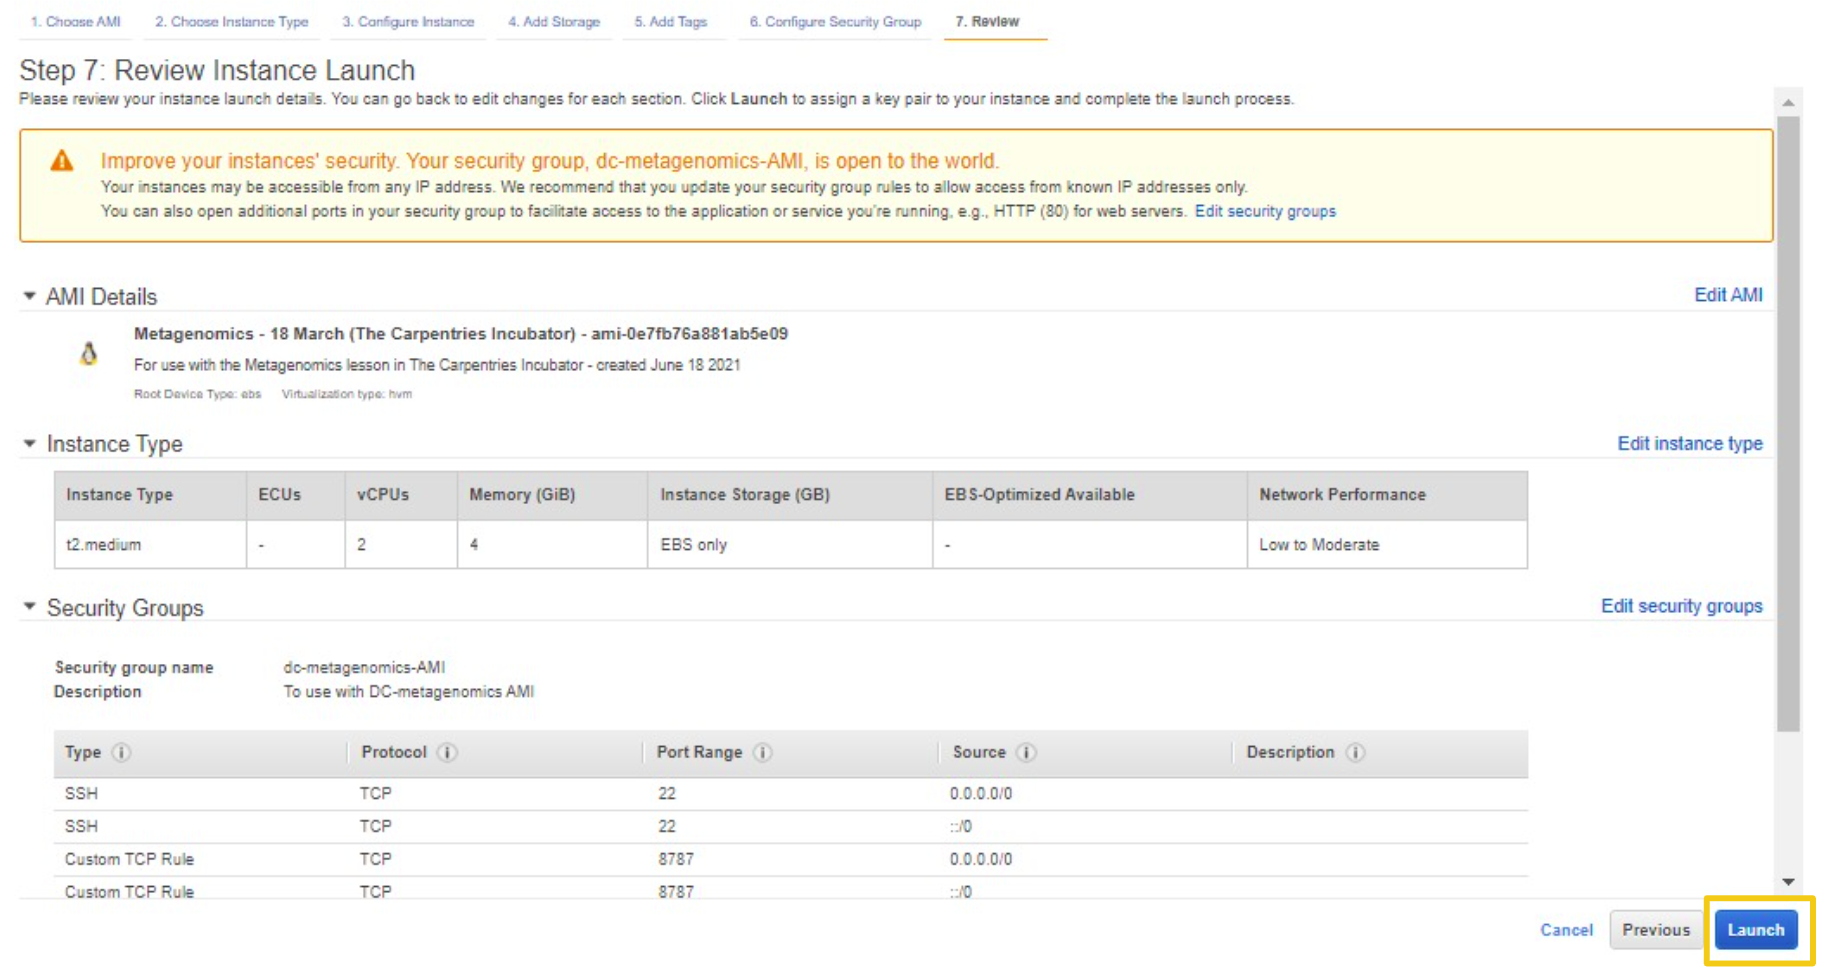 1. Choose AMI 2. Choose Instance Type 3. Configure Instance 4. Add Storage 5. Add Tags 6. Configure Security Group 7. Review
Step 7: Review Instance Launch
Please review your instance launch details. You can go back to edit changes for each section. Click Launch to assign a key pair to your instance and complete the launch process.
Improve your instances' security. Your security group, dc-metagenomics-AMI, is open to the world.
Your instances may be accessible from any IP address. We recommend that you update your security group rules to allow access from known IP addresses only.
You can also open additional ports in your security group to facilitate access to the application or service you're running, e.g., HTTP (80) for web servers. Edit security groups
AMI Details Edit AMI
Metagenomics - 18 March (The Carpentries Incubator) - ami-0e7fb76a881ab5e09
For use with the Metagenomics lesson in The Carpentries Incubator - created June 18 2021
Root Device Type: ebs Virtualization type: hvm
Instance Type Edit instance type
Instance Type ECUs vCPUs Memory (GiB) Instance Storage (GB) EBS-Optimized Available Network Performance
t2.medium - 2 4 EBS only - Low to Moderate
Security Groups Edit security groups
Security group name dc-metagenomics-AMI
Description To use with DC-metagenomics AMI
Type Protocol Port Range Source Description
SSH TCP 22 0.0.0.0/0
SSH TCP 22 ::/0
Custom TCP Rule TCP 8787 0.0.0.0/0
Custom TCP Rule TCP 8787 ::/0
Cancel Previous Launch